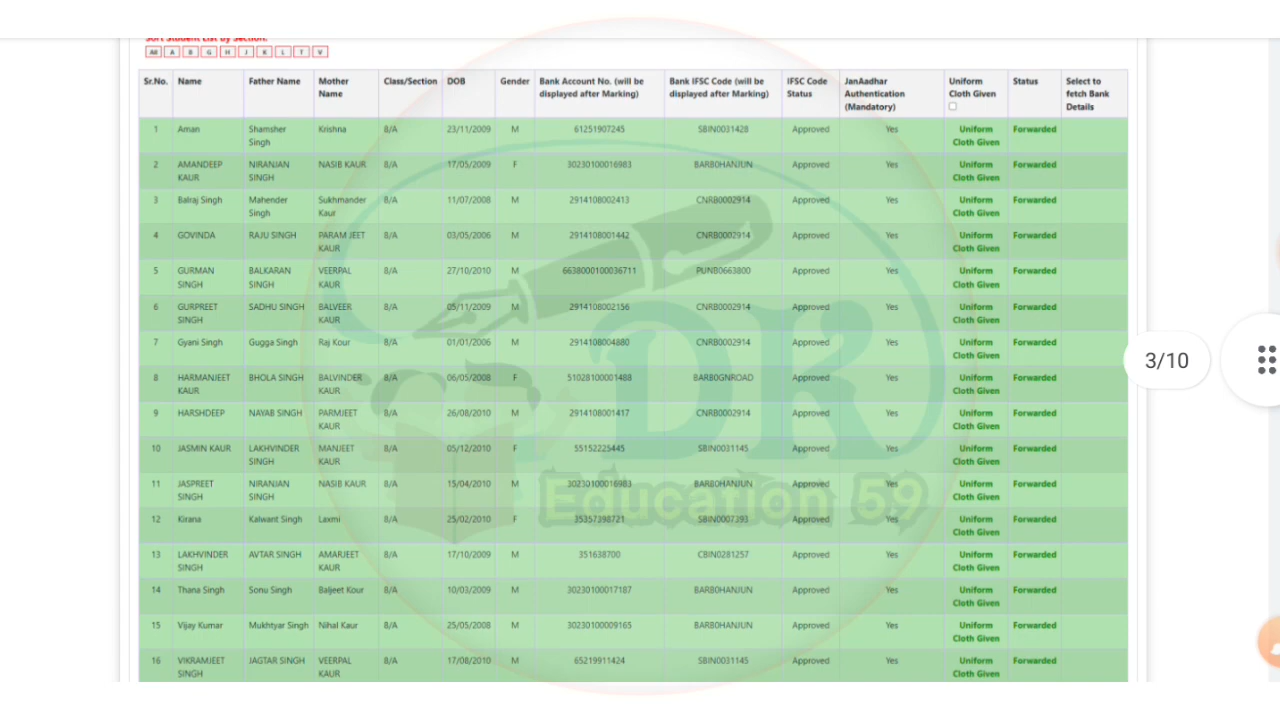 Sort Student List by Section:
All A B G H J K L T V
Sr.No. Name Father Name Mother Class/Section DOB Gender Bank Account No. (will be Bank IFSC Code (will be IFSC Code JanAadhar Uniform Status Select to
Name displayed after Marking) displayed after Marking) Status Authentication Cloth Given fetch Bank
(Mandatory) Details
1 Aman Shamsher Krishna 8/A 23/11/2009 M 61251907245 SBIN0031428 Approved Yes Uniform Forwarded
Singh Cloth Given
2 AMANDEEP NIRANJAN NASIB KAUR 8/A 17/05/2009 F 30230100016983 BARB0HANJUN Approved Yes Uniform Forwarded
KAUR SINGH Cloth Given
3 Balraj Singh Mahender Sukhmander 8/A 11/07/2008 M 2914108002413 CNRB0002914 Approved Yes Uniform Forwarded
Singh Kaur Cloth Given
4 GOVINDA RAJU SINGH PARAM JEET 8/A 03/05/2006 M 2914108001442 CNRB0002914 Approved Yes Uniform Forwarded
KAUR Cloth Given
5 GURMAN BALKARAN VEERPAL 8/A 27/10/2010 M 6638000100036711 PUNB0663800 Approved Yes Uniform Forwarded
SINGH SINGH KAUR Cloth Given
6 GURPREET SADHU SINGH BALVEER 8/A 05/11/2009 M 2914108002156 CNRB0002914 Approved Yes Uniform Forwarded
SINGH KAUR Cloth Given
7 Gyani Singh Gugga Singh Raj Kour 8/A 01/01/2006 M 2914108004880 CNRB0002914 Approved Yes Uniform Forwarded
Cloth Given
3/10
8 HARMANJEET BHOLA SINGH BALVINDER 8/A 06/05/2008 F 51028100001488 BARB0GNROAD Approved Yes Uniform Forwarded
KAUR KAUR Cloth Given
9 HARSHDEEP NAYAB SINGH PARMJEET 8/A 26/08/2010 M 2914108001417 CNRB0002914 Approved Yes Uniform Forwarded
KAUR Cloth Given
10 JASMIN KAUR LAKHVINDER MANJEET 8/A 05/12/2010 F 55152225445 SBIN0031145 Approved Yes Uniform Forwarded
SINGH KAUR Cloth Given
11 JASPREET NIRANJAN NASIB KAUR 8/A 15/04/2010 M 30230100016983 BARB0HANJUN Approved Yes Uniform Forwarded
SINGH SINGH Cloth Given
12 Kirana Kalwant Singh Laxmi 8/A 25/02/2010 F 35357398721 SBIN0007393 Approved Yes Uniform Forwarded
Cloth Given
13 LAKHVINDER AVTAR SINGH AMARJEET 8/A 17/10/2009 M 351638700 CBIN0281257 Approved Yes Uniform Forwarded
SINGH KAUR Cloth Given
14 Thana Singh Sonu Singh Baljeet Kour 8/A 10/03/2009 M 30230100017187 BARB0HANJUN Approved Yes Uniform Forwarded
Cloth Given
15 Vijay Kumar Mukhtyar Singh Nihal Kaur 8/A 25/05/2008 M 30230100009165 BARB0HANJUN Approved Yes Uniform Forwarded
Cloth Given
16 VIKRAMJEET JAGTAR SINGH VEERPAL 8/A 17/08/2010 M 65219911424 SBIN0031145 Approved Yes Uniform Forwarded
SINGH KAUR Cloth Given
DR
Education 59